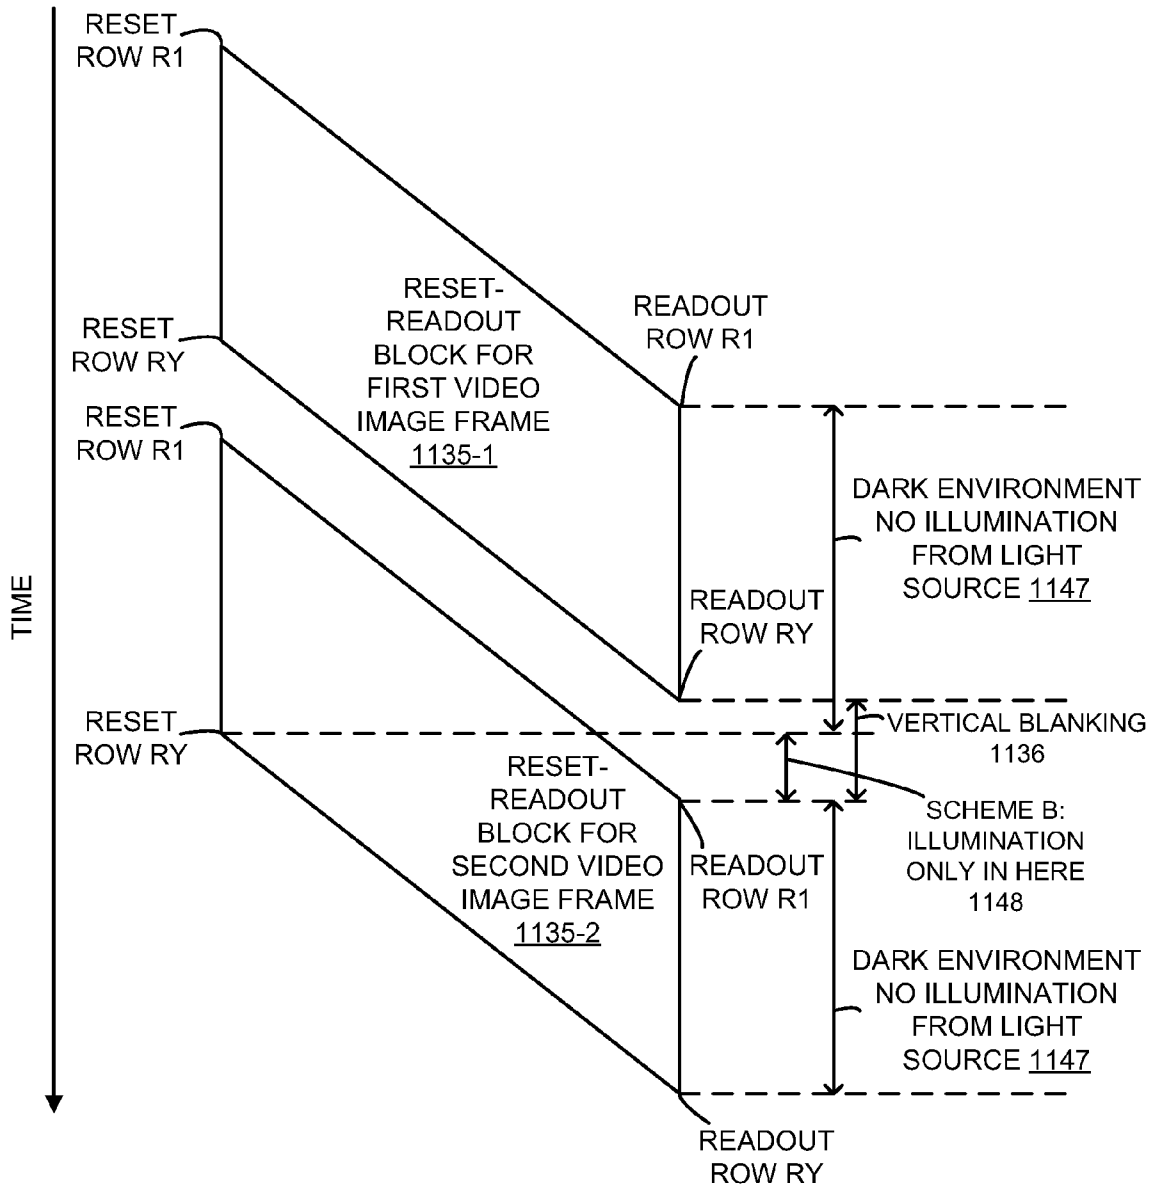 RESET
ROW R1
RESET-
READOUT
BLOCK FOR
FIRST VIDEO
IMAGE FRAME
1135-1
READOUT
ROW R1
RESET
ROW RY
RESET
ROW R1
DARK ENVIRONMENT
NO ILLUMINATION
FROM LIGHT
SOURCE 1147
TIME
READOUT
ROW RY
RESET
ROW RY
VERTICAL BLANKING
1136
RESET-
READOUT
BLOCK FOR
SECOND VIDEO
IMAGE FRAME
1135-2
SCHEME B:
ILLUMINATION
ONLY IN HERE
1148
READOUT
ROW R1
DARK ENVIRONMENT
NO ILLUMINATION
FROM LIGHT
SOURCE 1147
READOUT
ROW RY